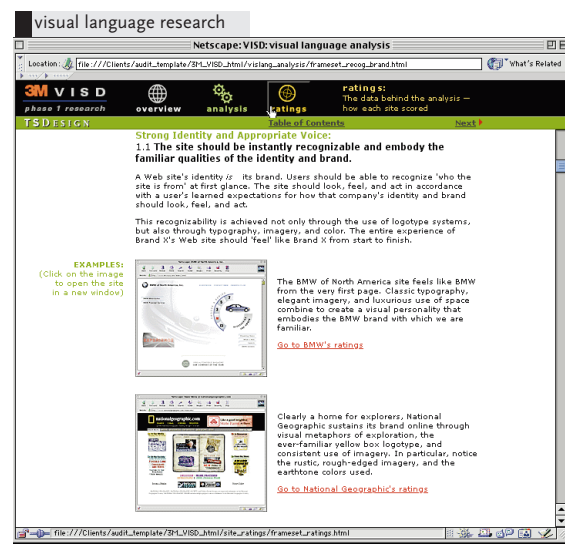 visual language research
Netscape: VISD: visual language analysis
Location: file:///Clients/audit_template/3M_VISD_html/vislang_analysis/frameset_recog_brand.html What's Related
3M VISD
phase 1 research
overview
analysis
ratings
ratings:
The data behind the analysis —
how each site scored
TSDESIGN
Table of Contents
Next
Strong Identity and Appropriate Voice:
1.1 The site should be instantly recognizable and embody the
familiar qualities of the identity and brand.
A Web site's identity is its brand. Users should be able to recognize 'who the
site is from' at first glance. The site should look, feel, and act in accordance
with a user's learned expectations for how that company's identity and brand
should look, feel, and act.
This recognizability is achieved not only through the use of logotype systems,
but also through typography, imagery, and color. The entire experience of
Brand X's Web site should 'feel' like Brand X from start to finish.
EXAMPLES:
(Click on the image
to open the site
in a new window)
The BMW of North America site feels like BMW
from the very first page. Classic typography,
elegant imagery, and luxurious use of space
combine to create a visual personality that
embodies the BMW brand with which we are
familiar.
Go to BMW's ratings
nationalgeographic.com
Clearly a home for explorers, National
Geographic sustains its brand online through
visual metaphors of exploration, the
ever-familiar yellow box logotype, and
consistent use of imagery. In particular, notice
the rustic, rough-edged imagery, and the
earthtone colors used.
Go to National Geographic's ratings
file:///Clients/audit_template/3M_VISD_html/site_ratings/frameset_ratings.html